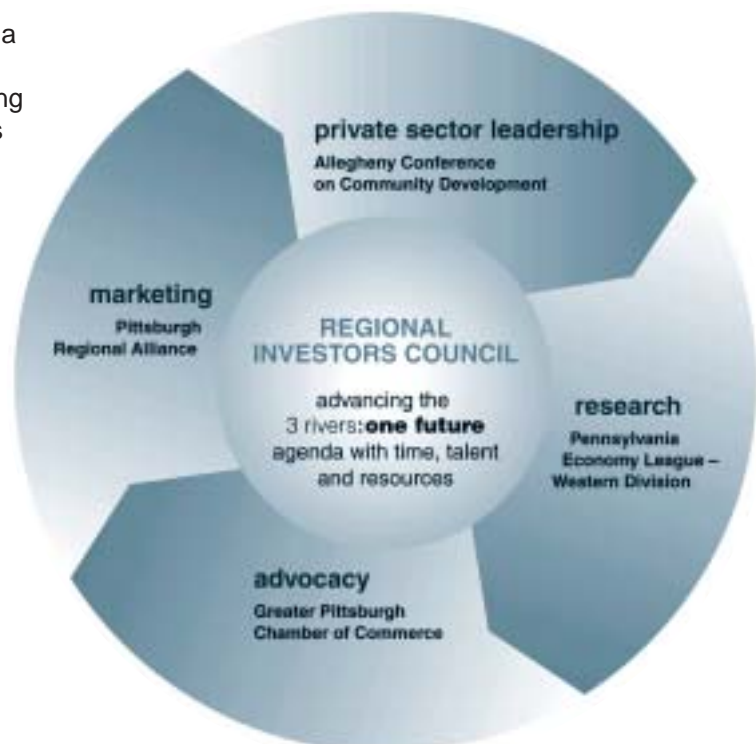 a
ng
s
private sector leadership
Allegheny Conference
on Community Development
marketing
Pittsburgh
Regional Alliance
REGIONAL
INVESTORS COUNCIL
advancing the
3 rivers:one future
agenda with time, talent
and resources
research
Pennsylvania
Economy League –
Western Division
advocacy
Greater Pittsburgh
Chamber of Commerce